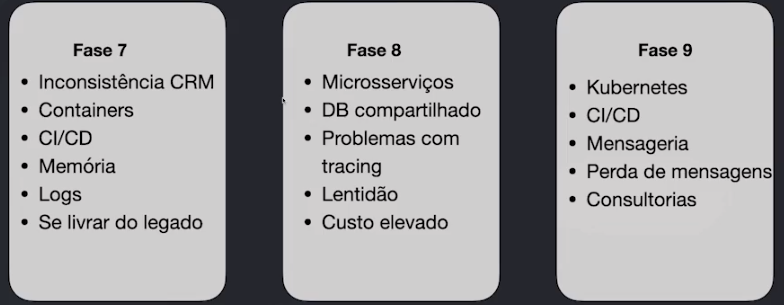 Fase 7
• Inconsistência CRM
• Containers
• CI/CD
• Memória
• Logs
• Se livrar do legado
Fase 8
• Microsserviços
• DB compartilhado
• Problemas com
tracing
• Lentidão
• Custo elevado
Fase 9
• Kubernetes
• CI/CD
• Mensageria
• Perda de mensagens
• Consultorias